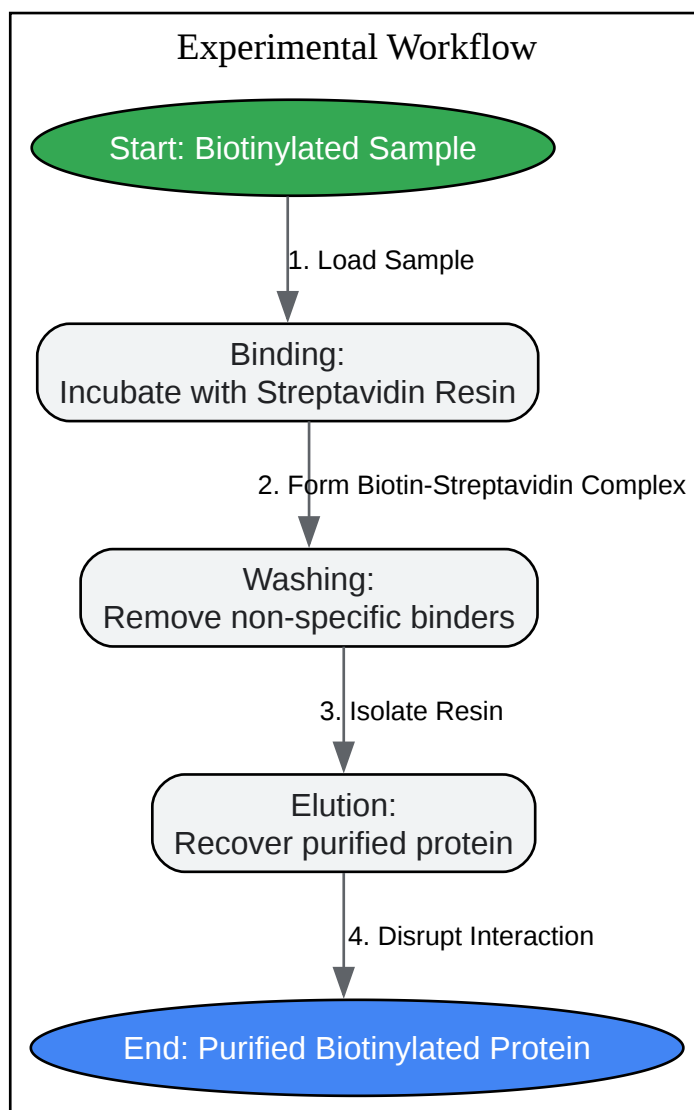 Experimental Workflow
Start: Biotinylated Sample
1. Load Sample
Binding:
Incubate with Streptavidin Resin
2. Form Biotin-Streptavidin Complex
Washing:
Remove non-specific binders
3. Isolate Resin
Elution:
Recover purified protein
4. Disrupt Interaction
End: Purified Biotinylated Protein